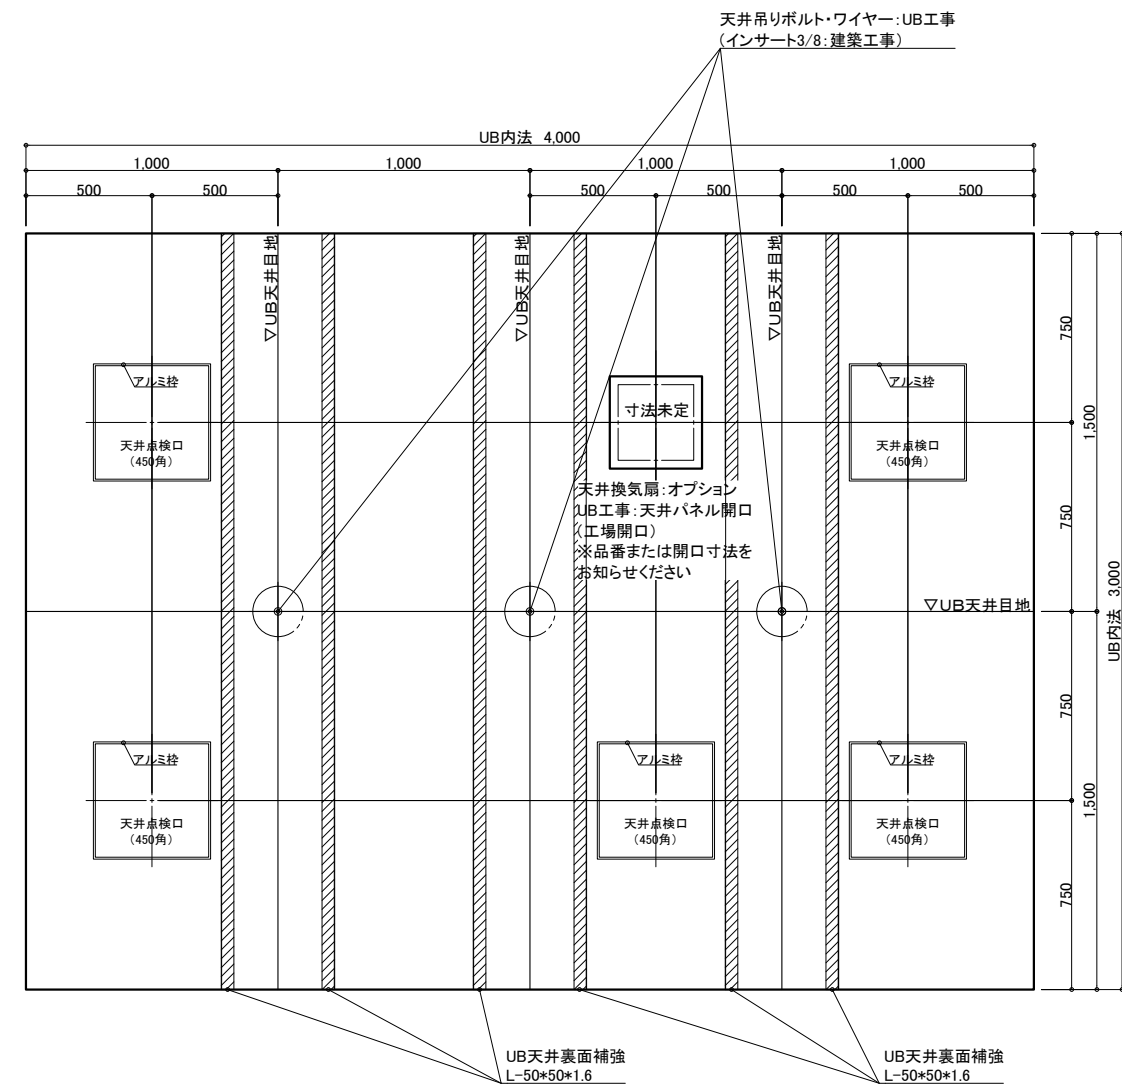 天井吊りボルト・ワイヤー:UB工事
(インサート3/8:建築工事)
UB内法 4,000
1,000 1,000 1,000 1,000
500 500 500 500 500 500
▽UB天井目地
▽UB天井目地
▽UB天井目地
750
750
1,500
アルミ枠
天井点検口
(450角)
寸法未定
アルミ枠
天井点検口
(450角)
天井換気扇:オプション
UB工事:天井パネル開口
(工場開口)
※品番または開口寸法を
お知らせください
▽UB天井目地
UB内法 3,000
750
750
1,500
アルミ枠
天井点検口
(450角)
アルミ枠
天井点検口
(450角)
アルミ枠
天井点検口
(450角)
UB天井裏面補強
L-50*50*1.6
UB天井裏面補強
L-50*50*1.6